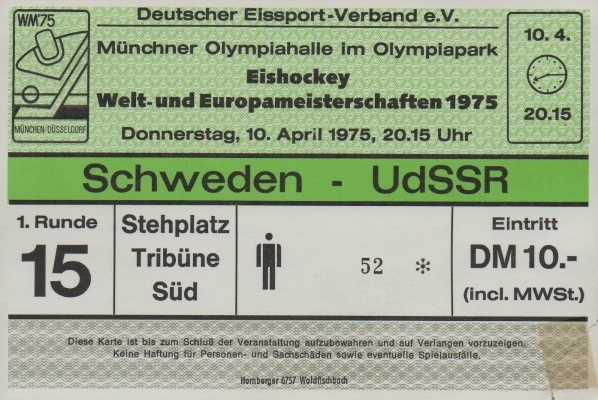 WM'75
MÜNCHEN-DÜSSELDORF
Deutscher Eissport-Verband e.V.
Münchner Olympiahalle im Olympiapark
Eishockey
Welt- und Europameisterschaften 1975
Donnerstag, 10. April 1975, 20.15 Uhr
10. 4.
20.15
Schweden - UdSSR
1. Runde
15
Stehplatz
Tribüne
Süd
52 *
Eintritt
DM 10.-
(incl. MWSt.)
Diese Karte ist bis zum Schluß der Veranstaltung aufzubewahren und auf Verlangen vorzuzeigen.
Keine Haftung für Personen- und Sachschäden sowie eventuelle Spielausfälle.
Homberger 6757 Waldfischbach